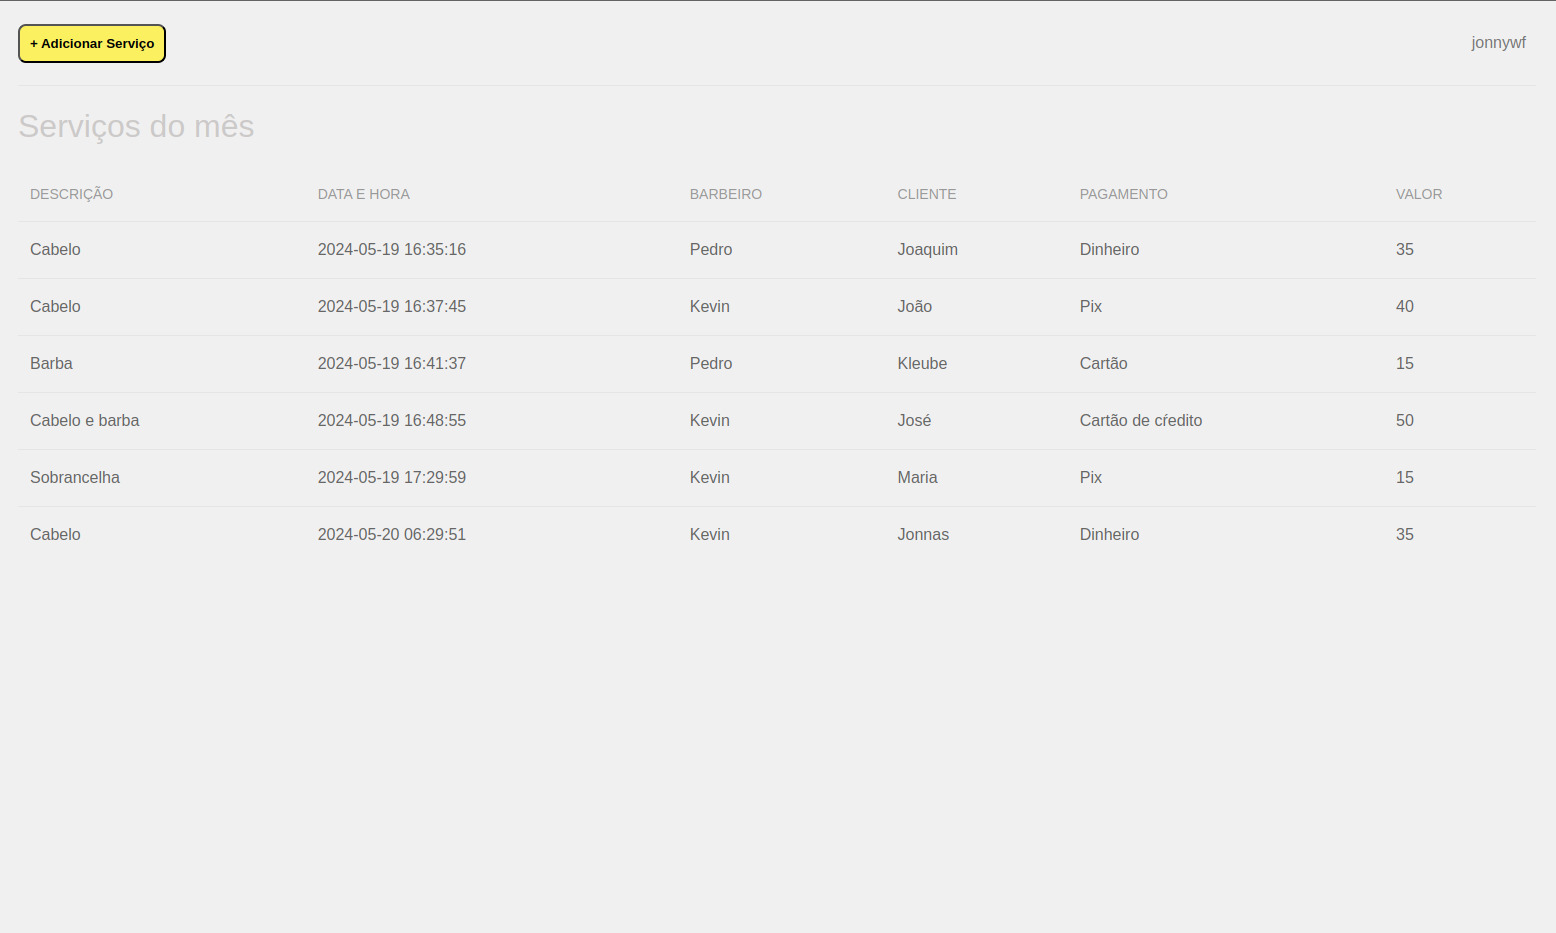 + Adicionar Serviço
jonnywf
Serviços do mês
DESCRIÇÃO DATA E HORA BARBEIRO CLIENTE PAGAMENTO VALOR
Cabelo 2024-05-19 16:35:16 Pedro Joaquim Dinheiro 35
Cabelo 2024-05-19 16:37:45 Kevin João Pix 40
Barba 2024-05-19 16:41:37 Pedro Kleube Cartão 15
Cabelo e barba 2024-05-19 16:48:55 Kevin José Cartão de cŕedito 50
Sobrancelha 2024-05-19 17:29:59 Kevin Maria Pix 15
Cabelo 2024-05-20 06:29:51 Kevin Jonnas Dinheiro 35